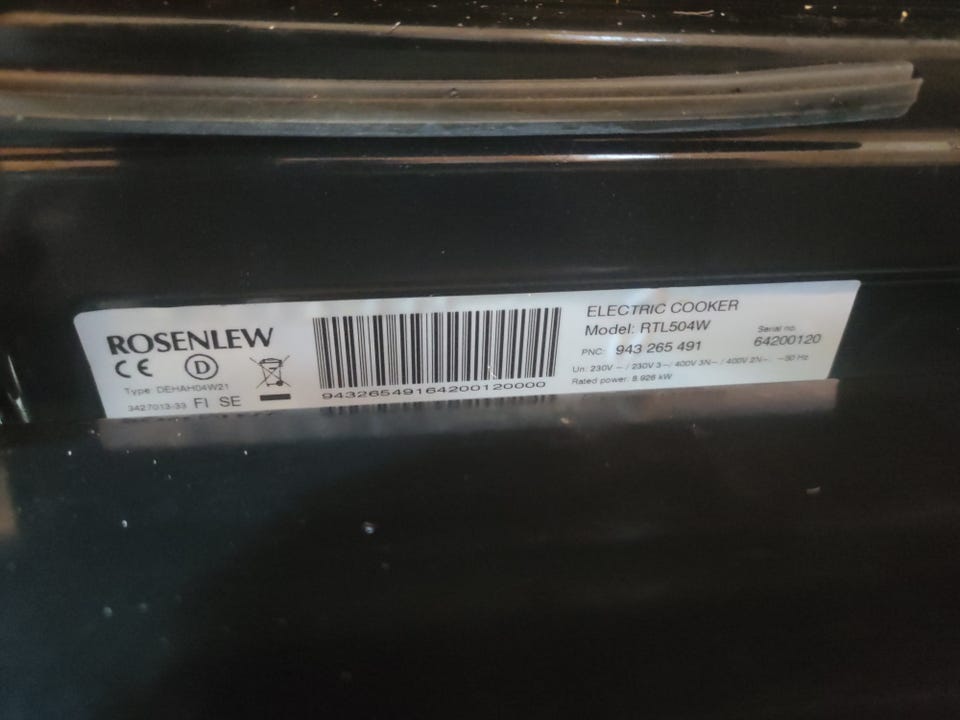 ROSENLEW
CE D
Type: DEHAH04W21
3427013-33 FI SE
94326549164200120000
ELECTRIC COOKER
Model: RTL504W
PNC: 943 265 491
Serial no.
64200120
Un: 230V ~ / 230V 3~ / 400V 3N~ / 400V 2N~. ~50 Hz
Rated power: 8.926 kW